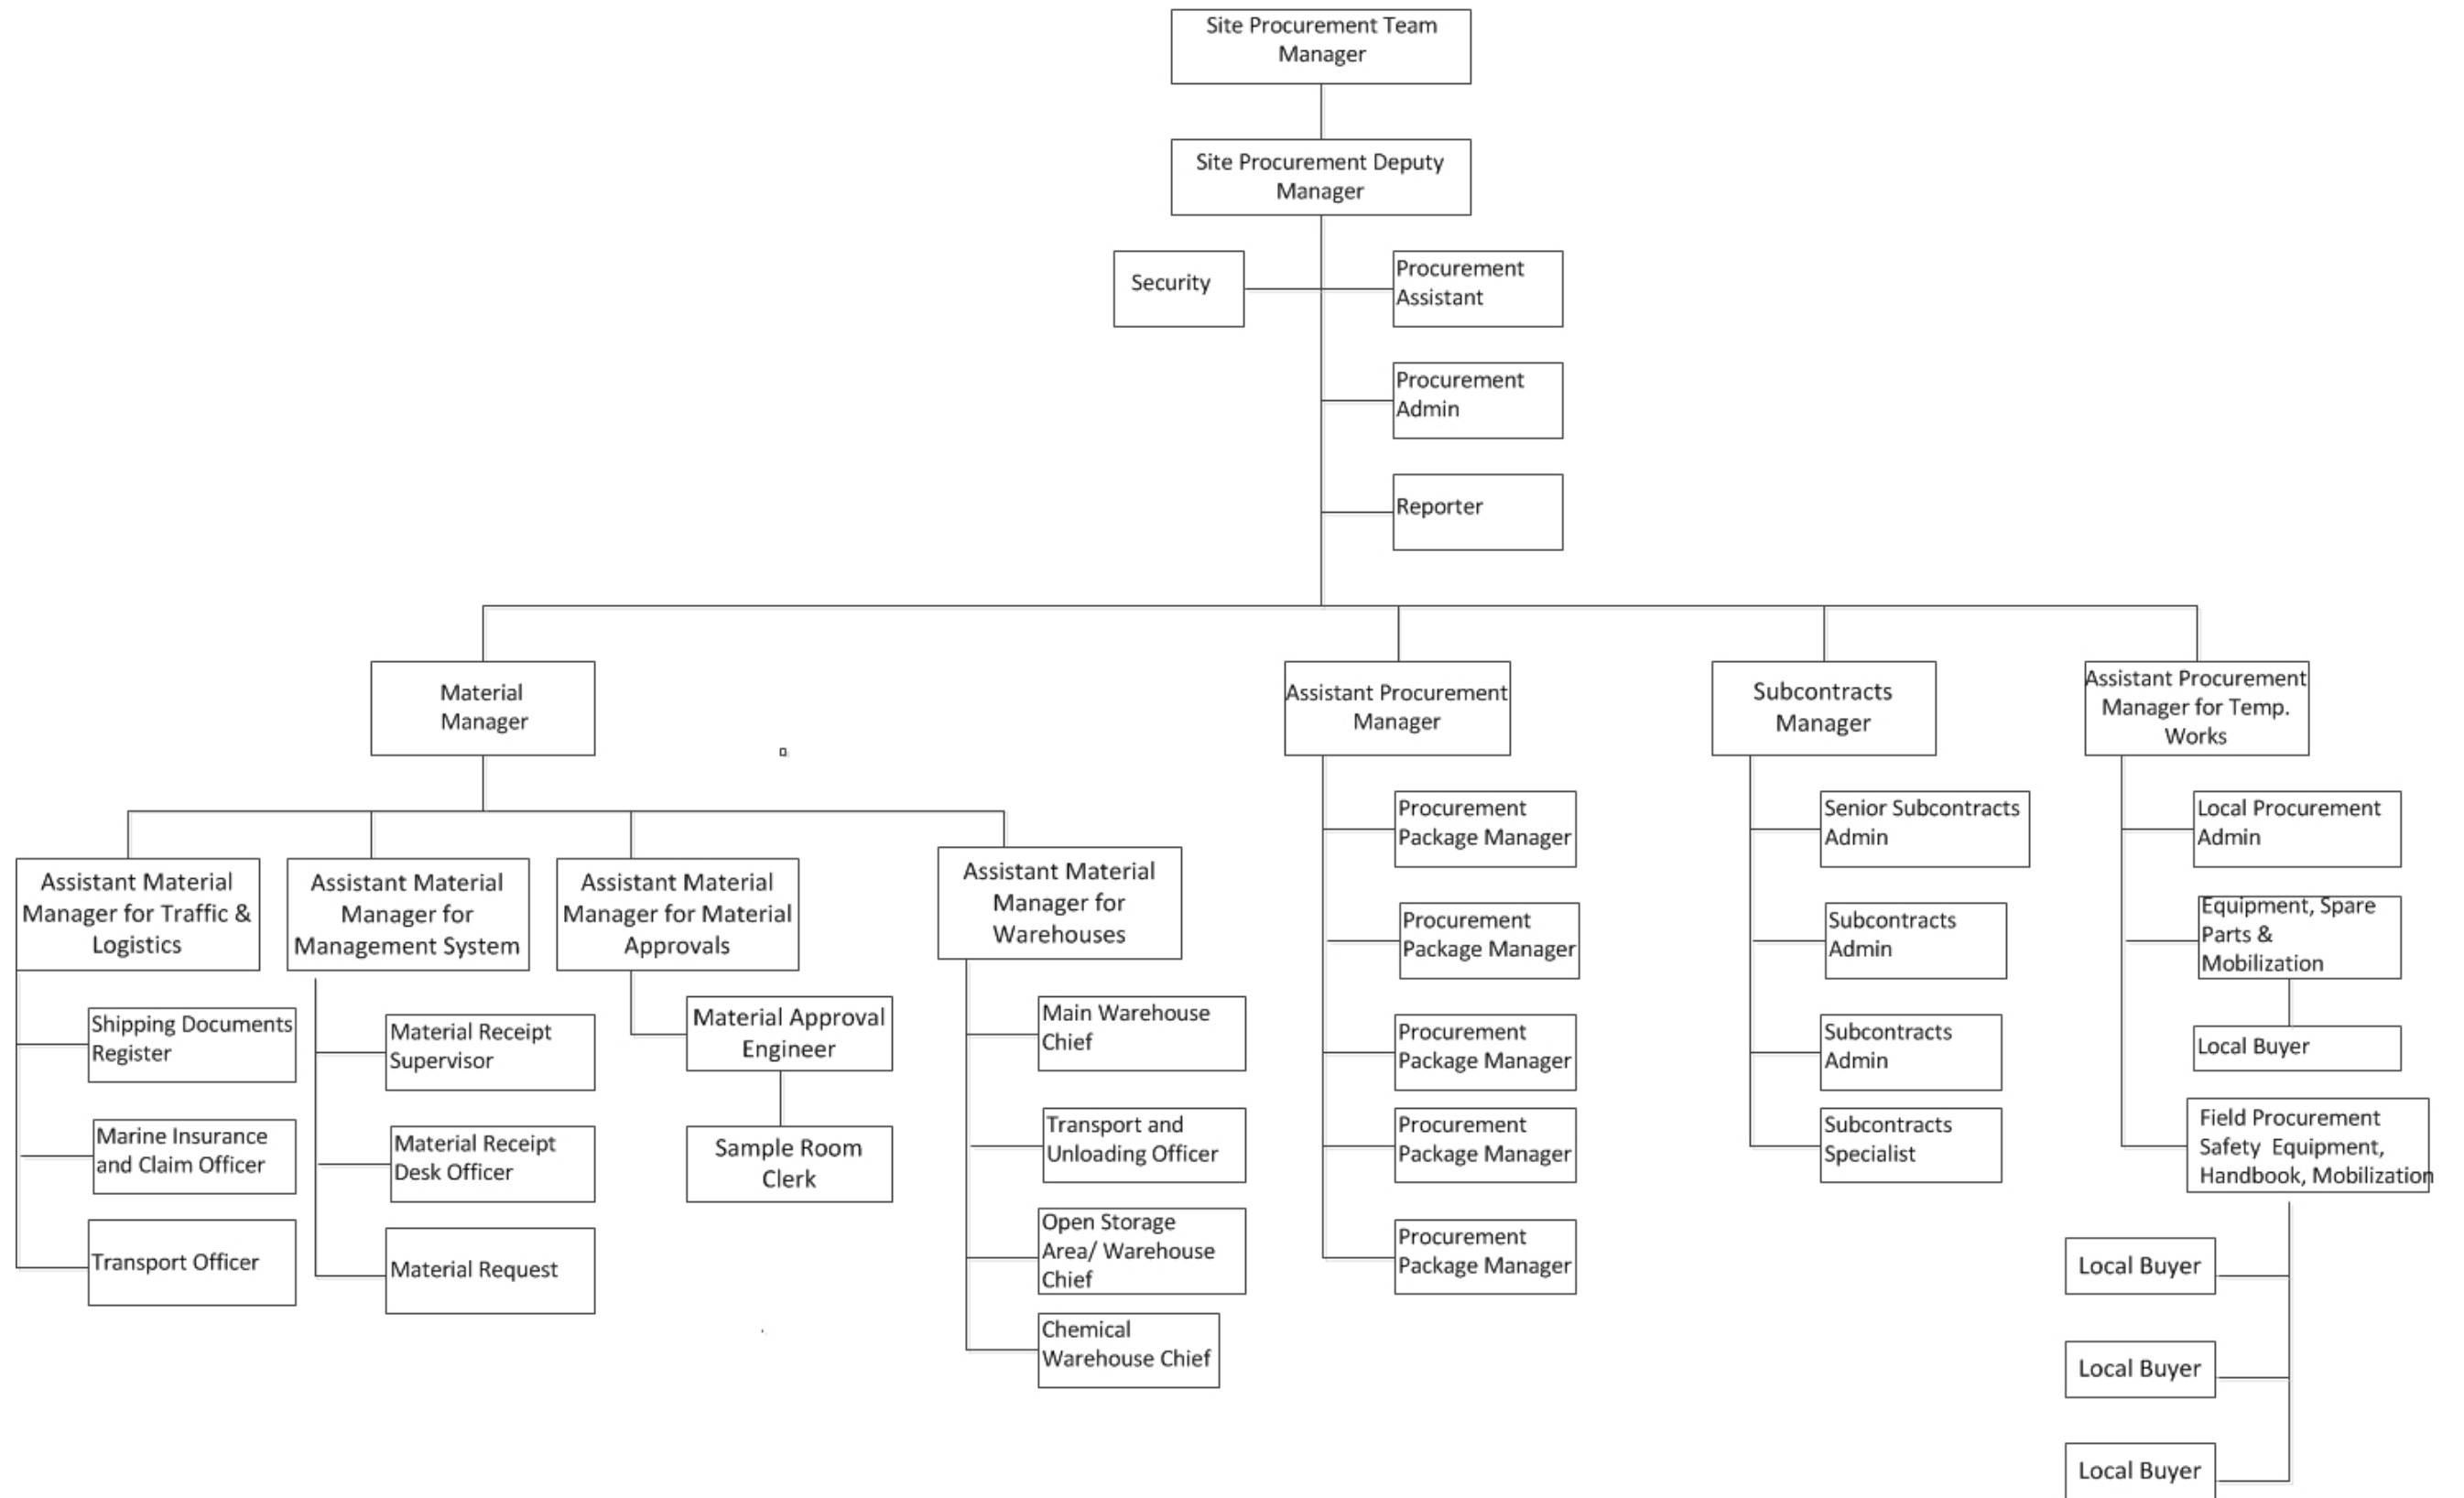 Site Procurement Team
Manager
Site Procurement Deputy
Manager
Security
Procurement
Assistant
Procurement
Admin
Reporter
Material
Manager
Assistant Procurement
Manager
Subcontracts
Manager
Assistant Procurement
Manager for Temp.
Works
Assistant Material
Manager for Traffic &
Logistics
Shipping Documents
Register
Marine Insurance
and Claim Officer
Transport Officer
Assistant Material
Manager for
Management System
Material Receipt
Supervisor
Material Receipt
Desk Officer
Material Request
Assistant Material
Manager for Material
Approvals
Material Approval
Engineer
Sample Room
Clerk
Assistant Material
Manager for
Warehouses
Main Warehouse
Chief
Transport and
Unloading Officer
Open Storage
Area/ Warehouse
Chief
Chemical
Warehouse Chief
Procurement
Package Manager
Procurement
Package Manager
Procurement
Package Manager
Procurement
Package Manager
Procurement
Package Manager
Senior Subcontracts
Admin
Subcontracts
Admin
Subcontracts
Admin
Subcontracts
Specialist
Local Procurement
Admin
Equipment, Spare
Parts &
Mobilization
Local Buyer
Field Procurement
Safety  Equipment,
Handbook, Mobilization
Local Buyer
Local Buyer
Local Buyer